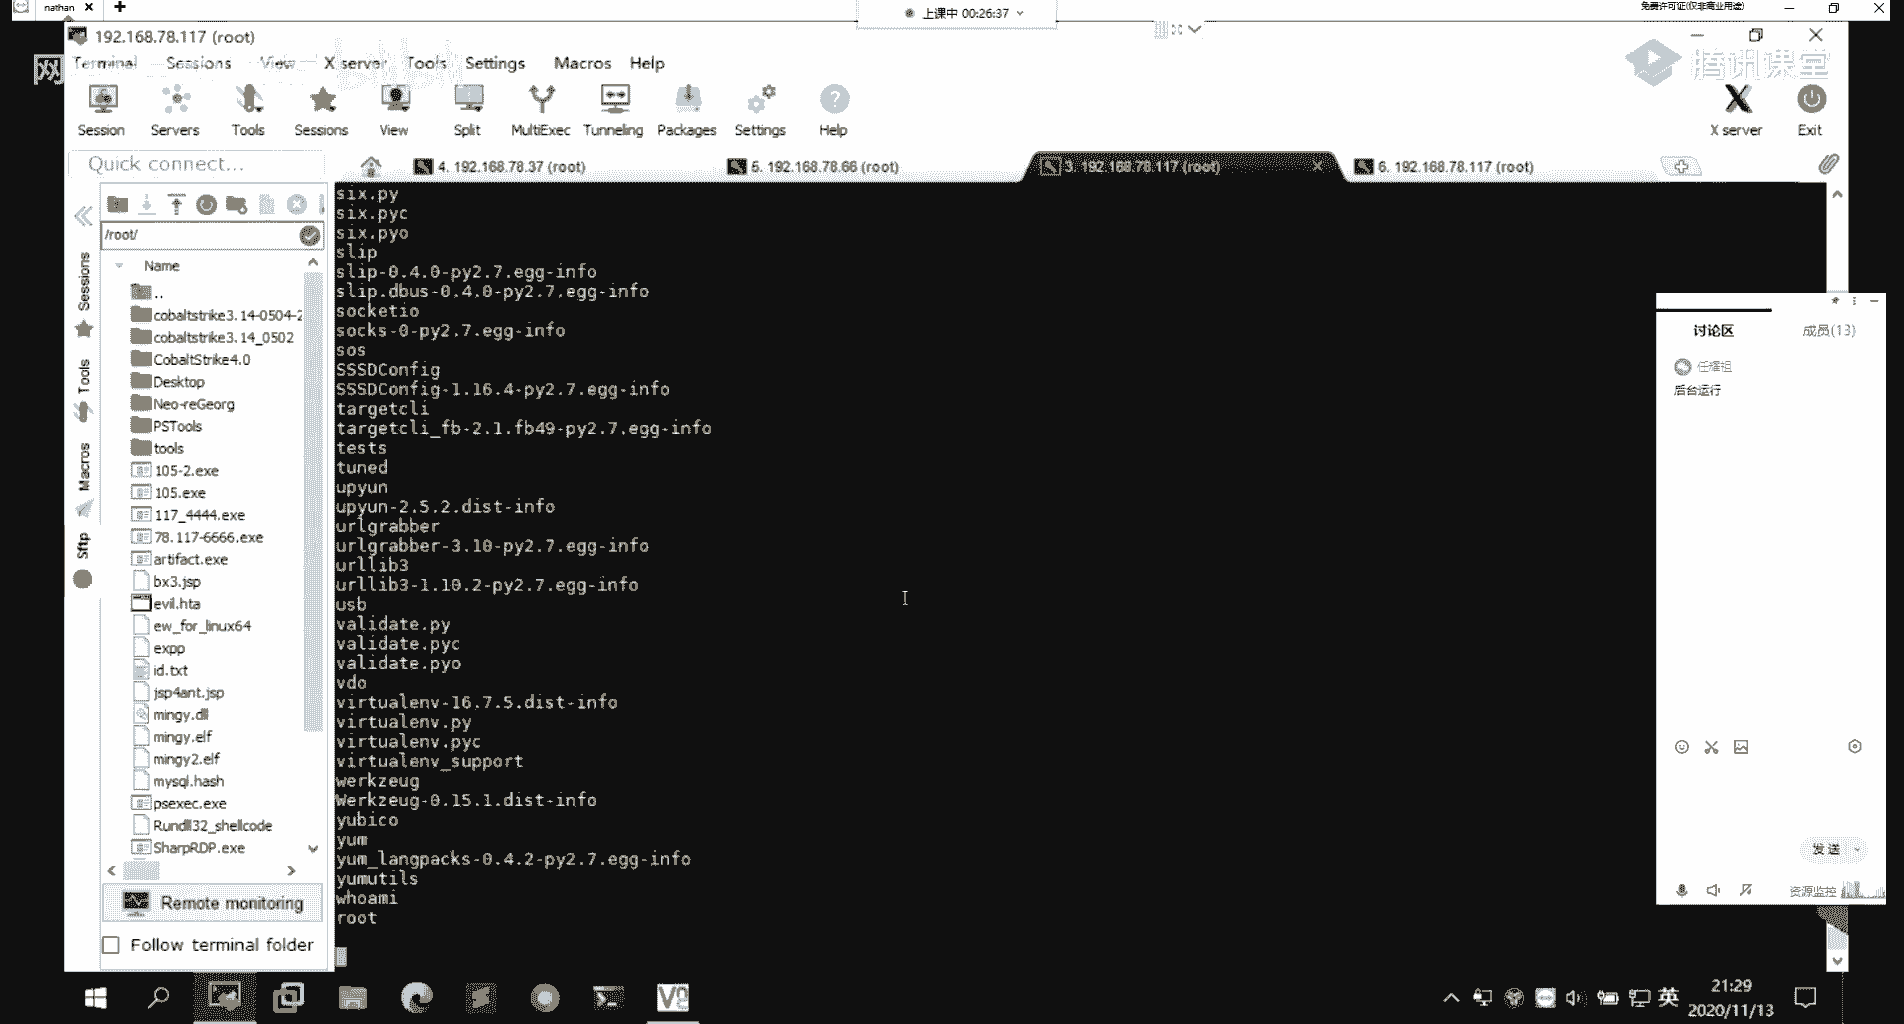 nathan
上课中 00:26:37
免费许可证(仅非商业用途)
192.168.78.117 (root)
网
腾讯课堂
Terminal Sessions View X server Tools Settings Macros Help
Session Servers Tools Sessions View Split MultiExec Tunneling Packages Settings Help
X server Exit
Quick connect...
4. 192.168.78.37 (root)
5. 192.168.78.66 (root)
3. 192.168.78.117 (root)
6. 192.168.78.117 (root)
/root/
Name
..
cobaltstrike3.14-0504-2
cobaltstrike3.14_0502
CobaltStrike4.0
Desktop
Neo-reGeorg
PSTools
tools
105-2.exe
105.exe
117_4444.exe
78.117-6666.exe
artifact.exe
bx3.jsp
evil.hta
ew_for_linux64
expp
id.txt
jsp4ant.jsp
mingy.dll
mingy.elf
mingy2.elf
mysql.hash
psexec.exe
Rundll32_shellcode
SharpRDP.exe
Sessions
Tools
Macros
Sftp
Remote monitoring
Follow terminal folder
six.py
six.pyc
six.pyo
slip
slip-0.4.0-py2.7.egg-info
slip.dbus-0.4.0-py2.7.egg-info
socketio
socks-0-py2.7.egg-info
sos
SSSDConfig
SSSDConfig-1.16.4-py2.7.egg-info
targetcli
targetcli_fb-2.1.fb49-py2.7.egg-info
tests
tuned
upyun
upyun-2.5.2.dist-info
urlgrabber
urlgrabber-3.10-py2.7.egg-info
urllib3
urllib3-1.10.2-py2.7.egg-info
usb
validate.py
validate.pyc
validate.pyo
vdo
virtualenv-16.7.5.dist-info
virtualenv.py
virtualenv.pyc
virtualenv_support
werkzeug
Werkzeug-0.15.1.dist-info
yubico
yum
yum_langpacks-0.4.2-py2.7.egg-info
yumutils
whoami
root
讨论区 成员(13)
任耀祖
后台运行
发送
资源监控
英
21:29
2020/11/13